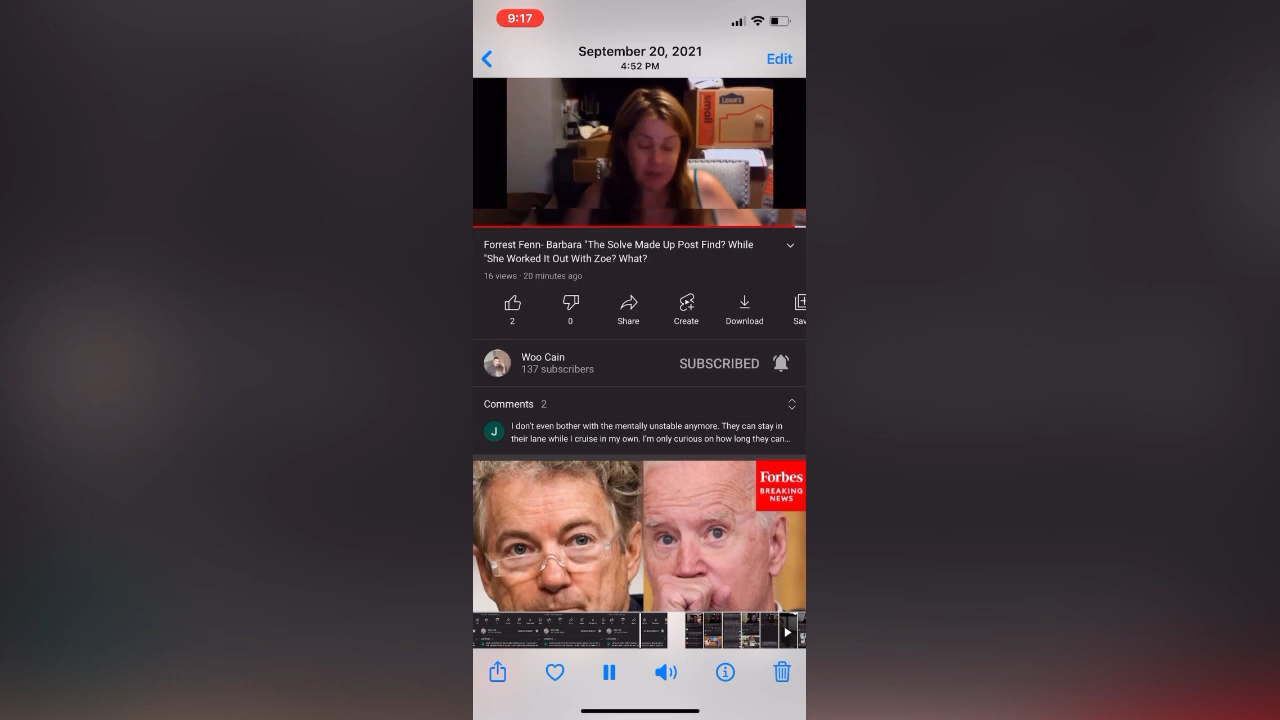 9:17
September 20, 2021
4:52 PM
Edit
LOWE'S
small
Forrest Fenn- Barbara "The Solve Made Up Post Find? While
"She Worked It Out With Zoe? What?
16 views · 20 minutes ago
2
0
Share
Create
Download
Sav
Woo Cain
137 subscribers
SUBSCRIBED
Comments 2
J
I don't even bother with the mentally unstable anymore. They can stay in
their lane while I cruise in my own. I'm only curious on how long they can...
Forbes
BREAKING
NEWS